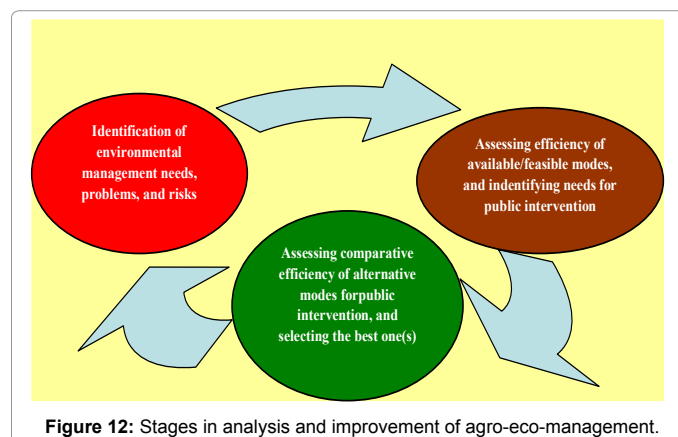 Identification of
environmental
management needs,
problems, and risks
Assessing efficiency of
available/feasible modes,
and indentifying needs for
public intervention
Assessing comparative
efficiency of alternative
modes forpublic
intervention, and
selecting the best one(s)
Figure 12: Stages in analysis and improvement of agro-eco-management.